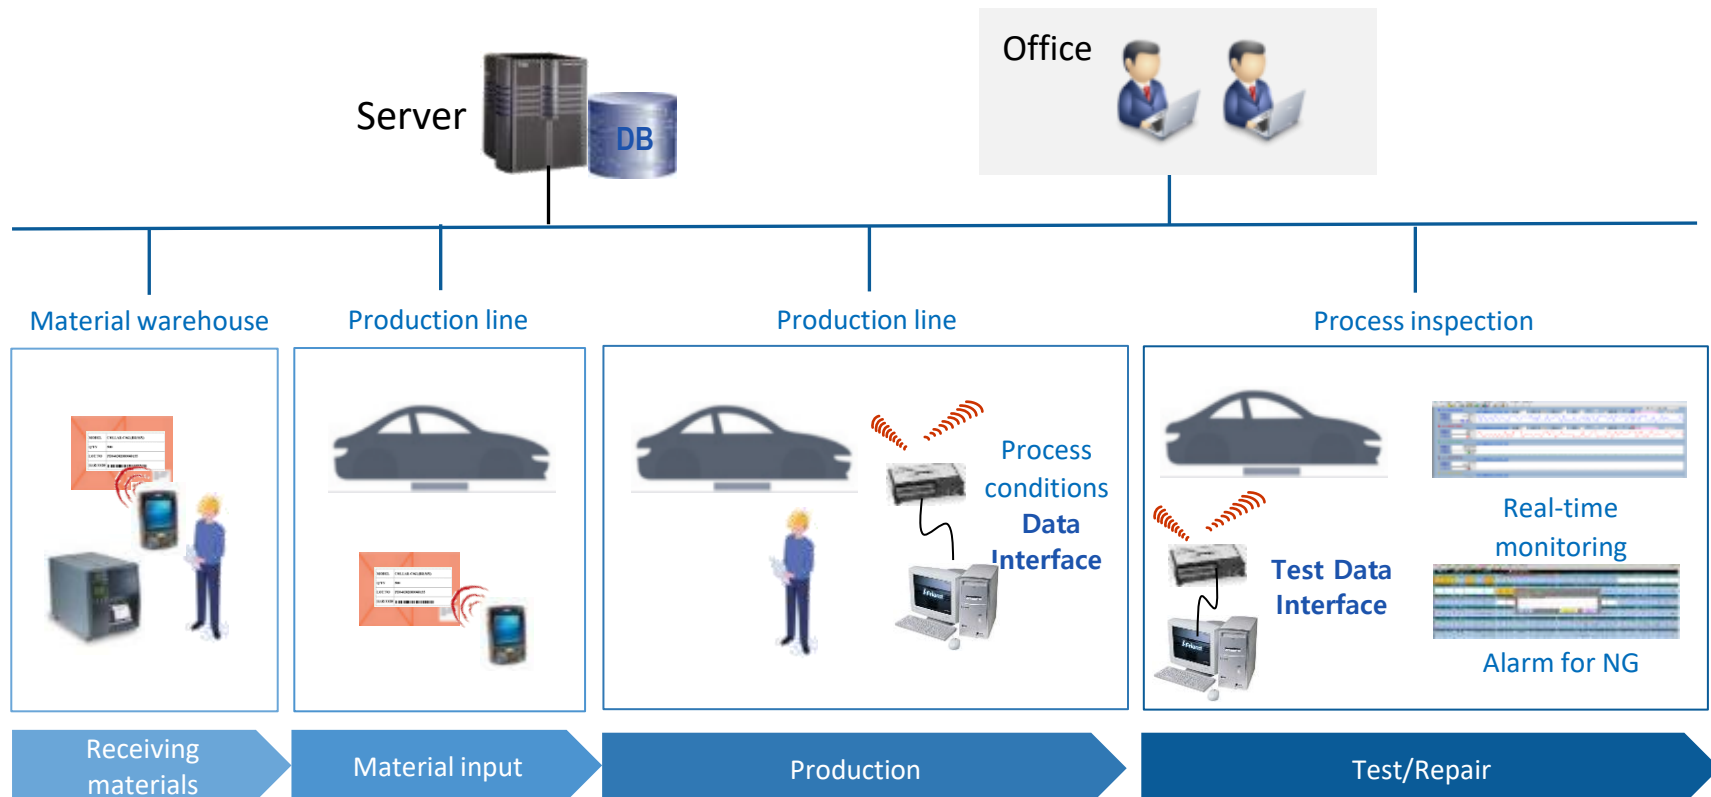 Office
Server
DB
Material warehouse
Production line
Production line
Process inspection
Process
conditions
Data
Interface
Real-time
monitoring
Test Data
Interface
Alarm for NG
Receiving
materials
Material input
Production
Test/Repair